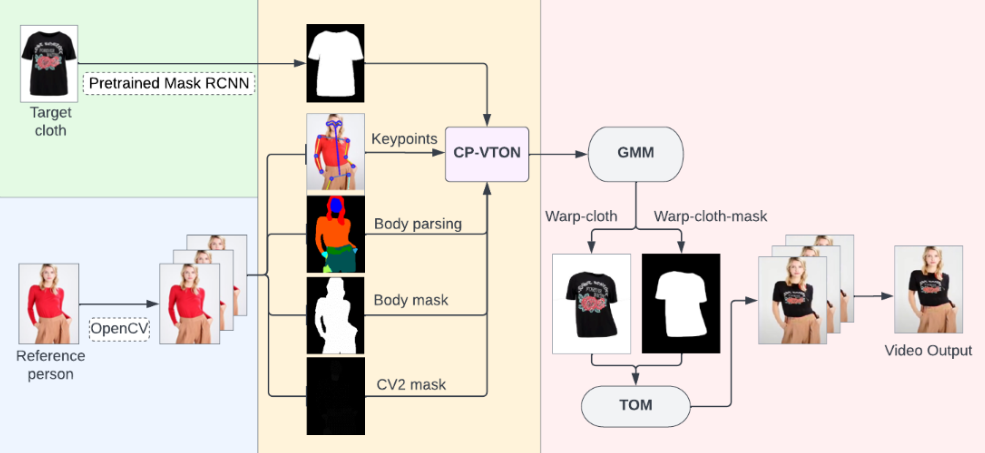 Target
cloth
Pretrained Mask RCNN
Reference
person
OpenCV
Keypoints
Body parsing
Body mask
CV2 mask
CP-VTON
GMM
Warp-cloth
Warp-cloth-mask
TOM
Video Output